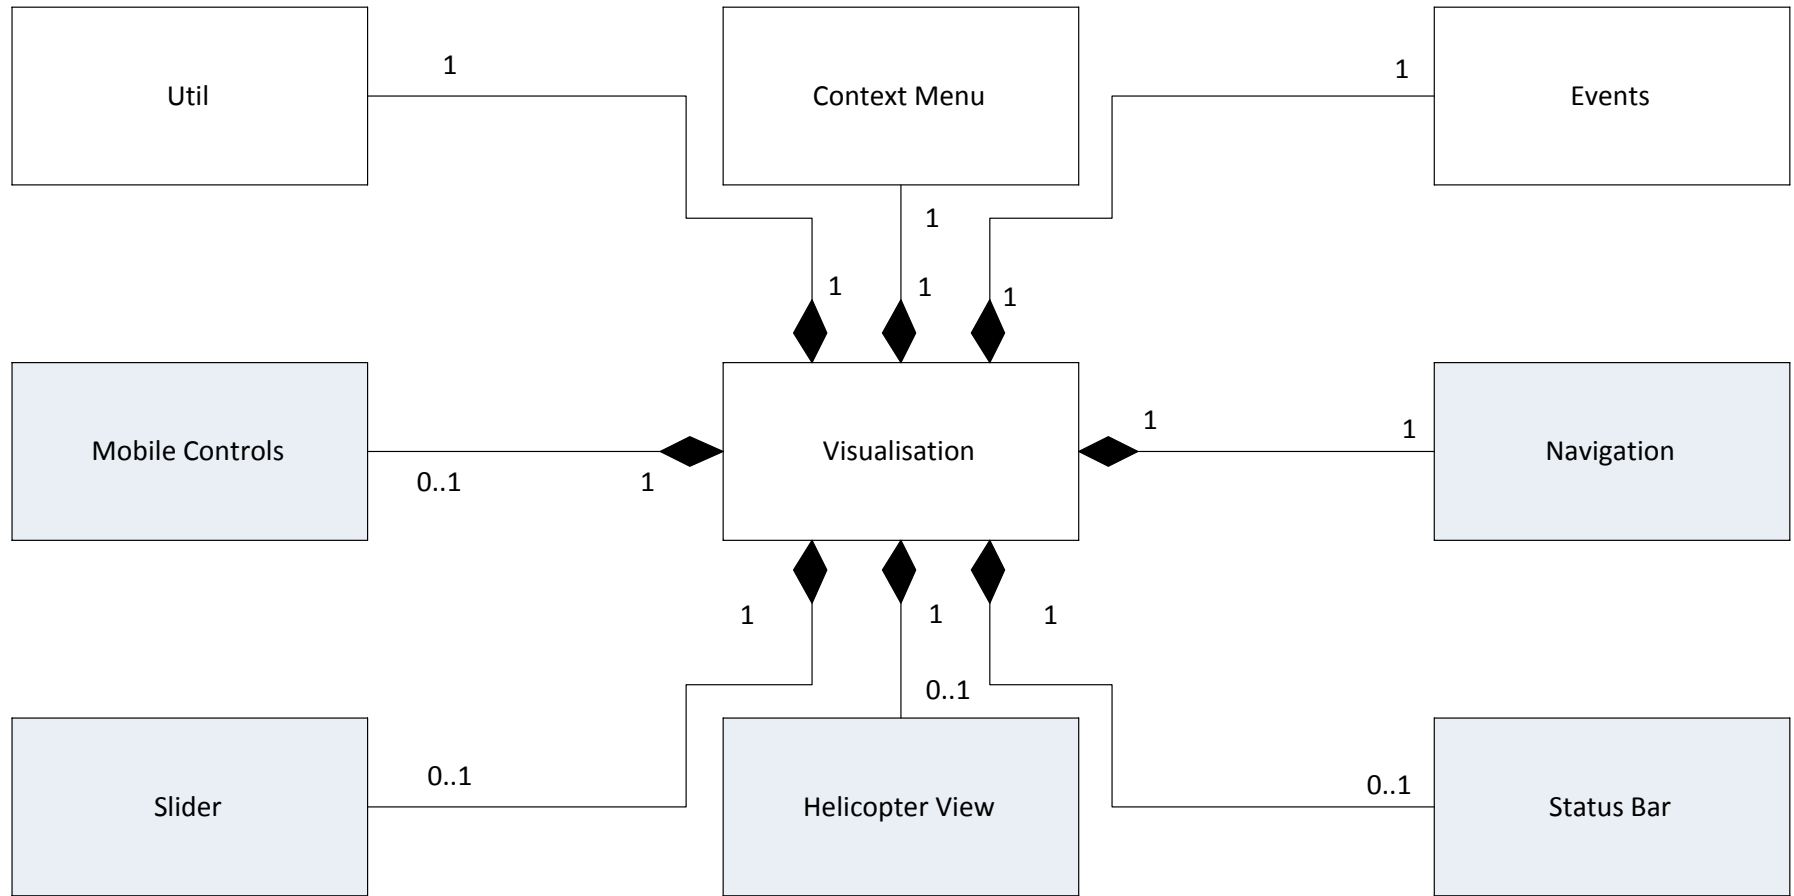 Util
1
Context Menu
1
Events
1
1
1
1
Mobile Controls
0..1
1
Visualisation
1
1
Navigation
1
1
1
0..1
Slider
0..1
Helicopter View
0..1
Status Bar